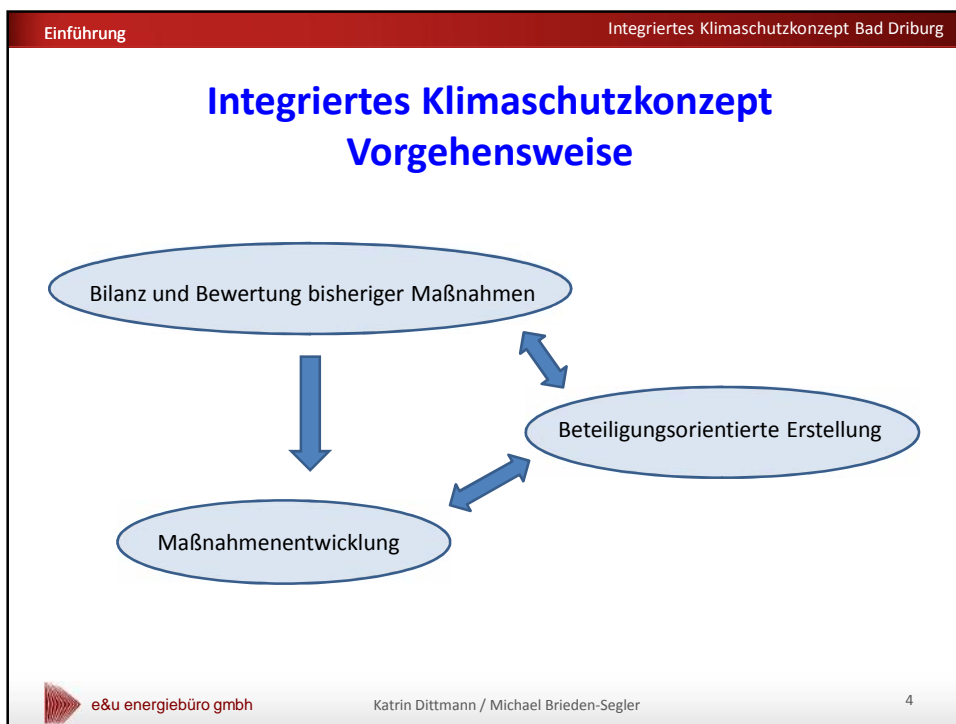 Einführung
Integriertes Klimaschutzkonzept Bad Driburg
Integriertes Klimaschutzkonzept
Vorgehensweise
Bilanz und Bewertung bisheriger Maßnahmen
Beteiligungsorientierte Erstellung
Maßnahmenentwicklung
e&u energiebüro gmbh
Katrin Dittmann / Michael Brieden-Segler
4